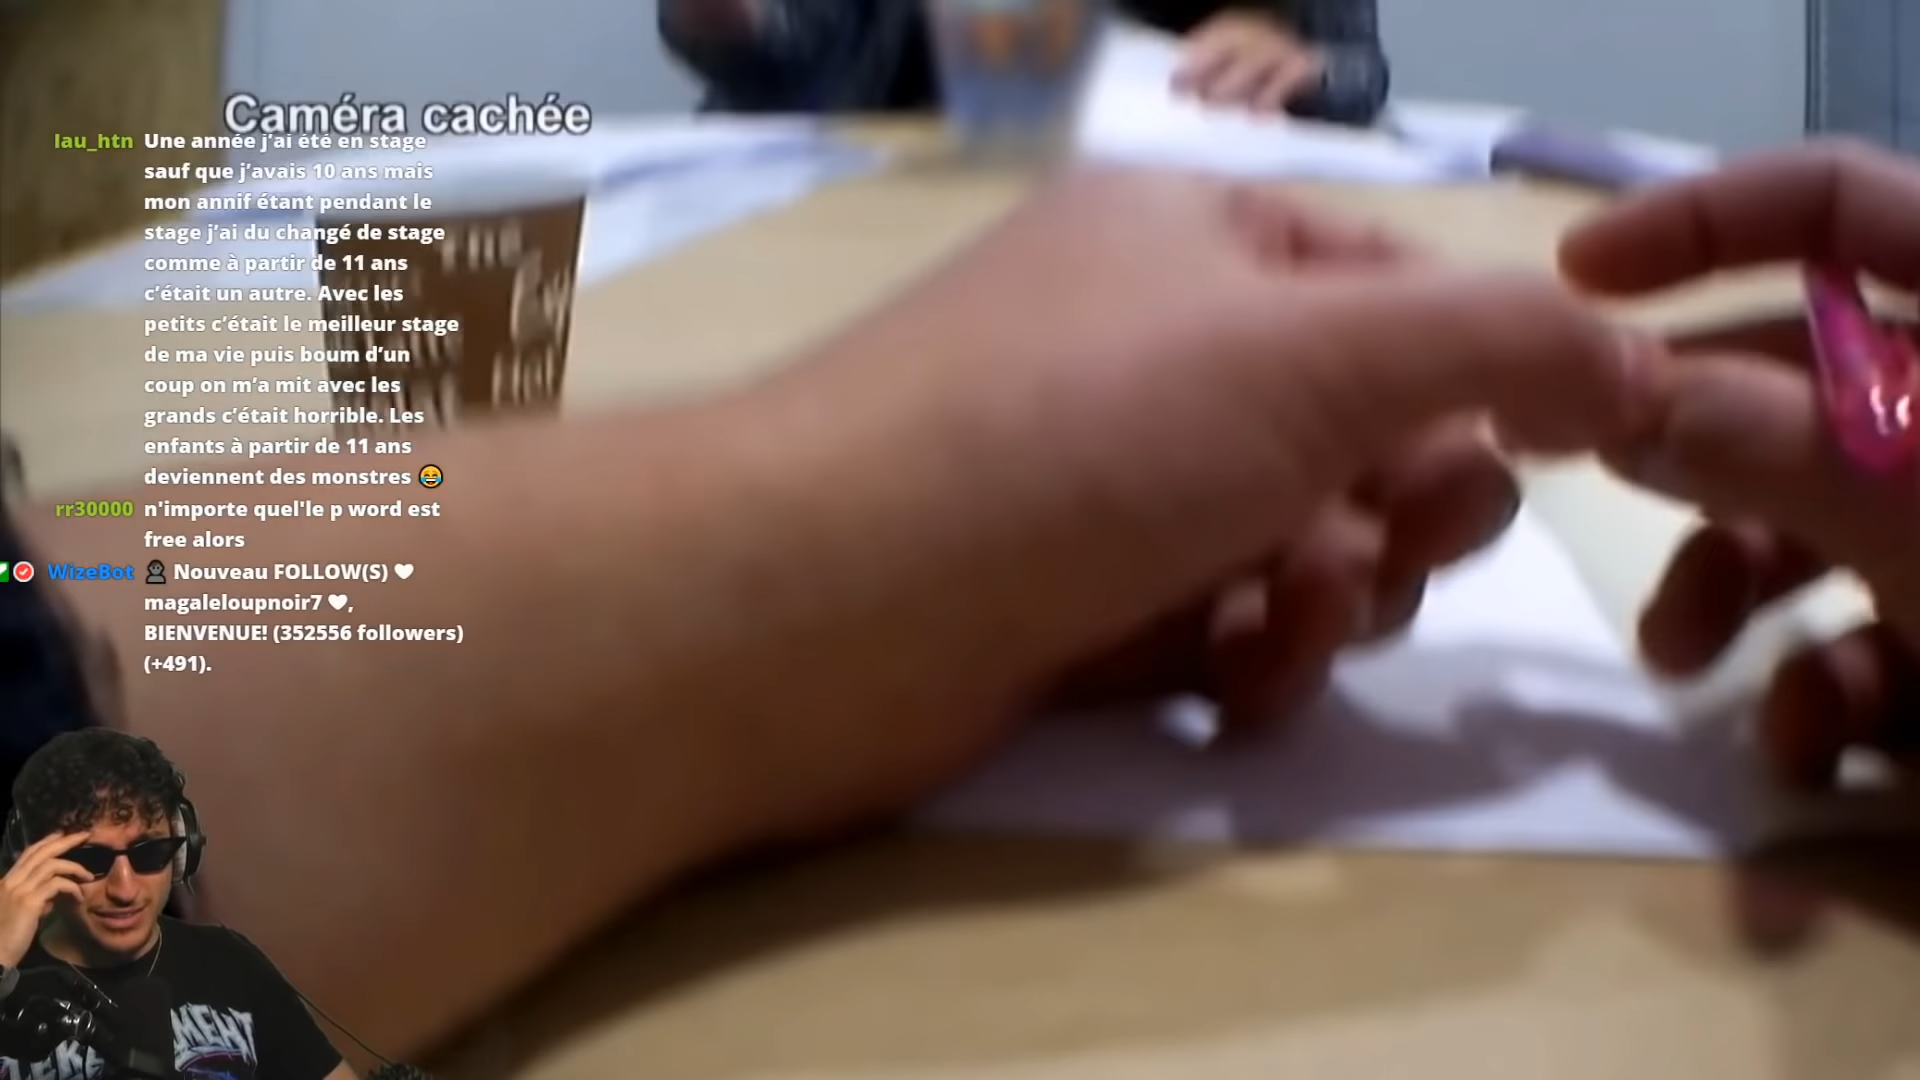 Caméra cachée
lau_htn Une année j’ai été en stage
sauf que j’avais 10 ans mais
mon annif étant pendant le
stage j’ai du changé de stage
comme à partir de 11 ans
c’était un autre. Avec les
petits c’était le meilleur stage
de ma vie puis boum d’un
coup on m’a mit avec les
grands c’était horrible. Les
enfants à partir de 11 ans
deviennent des monstres 😂
rr30000 n'importe quel'le p word est
free alors
WizeBot Nouveau FOLLOW(S) ♥
magaleloupnoir7 ♥,
BIENVENUE! (352556 followers)
(+491).